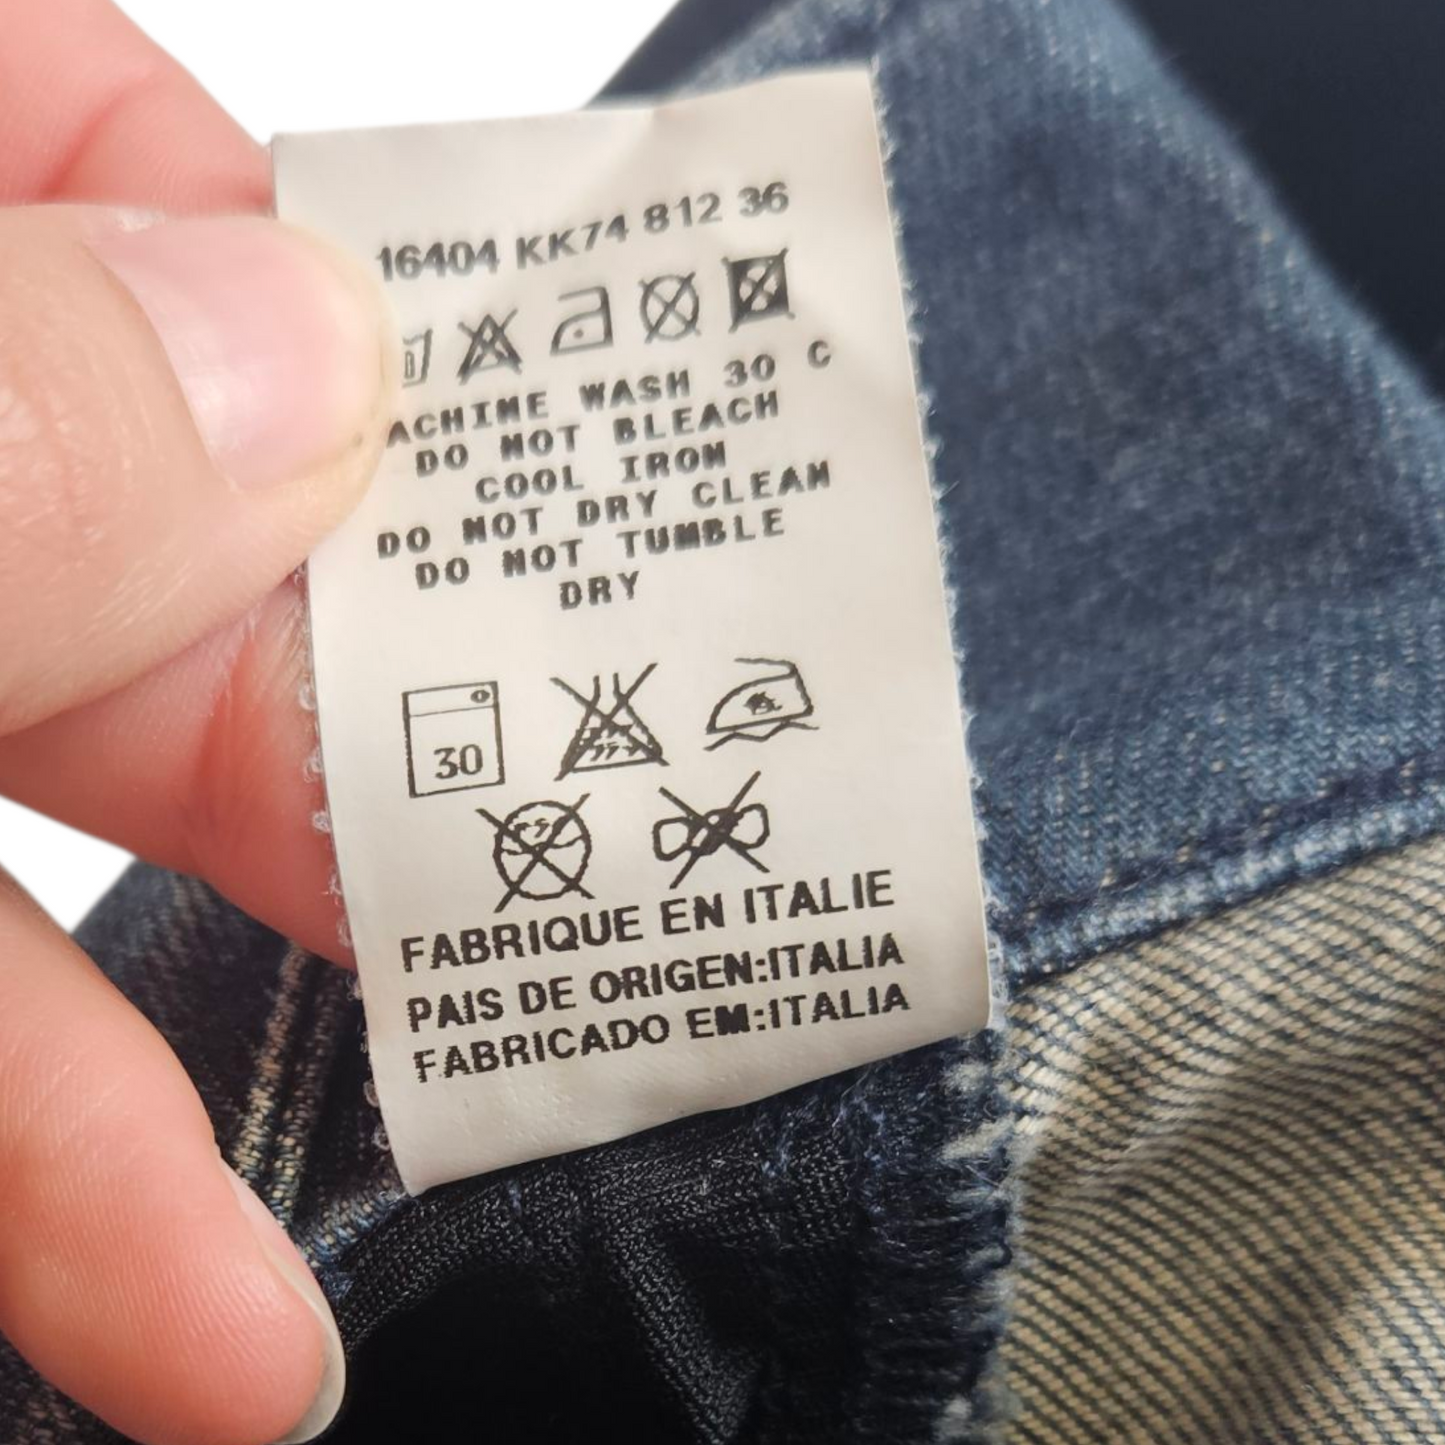 16404 KK74 812 36
ACHINE WASH 30 C
DO NOT BLEACH
COOL IRON
DO NOT DRY CLEAN
DO NOT TUMBLE
DRY
30
FABRIQUE EN ITALIE
PAIS DE ORIGEN:ITALIA
FABRICADO EM:ITALIA